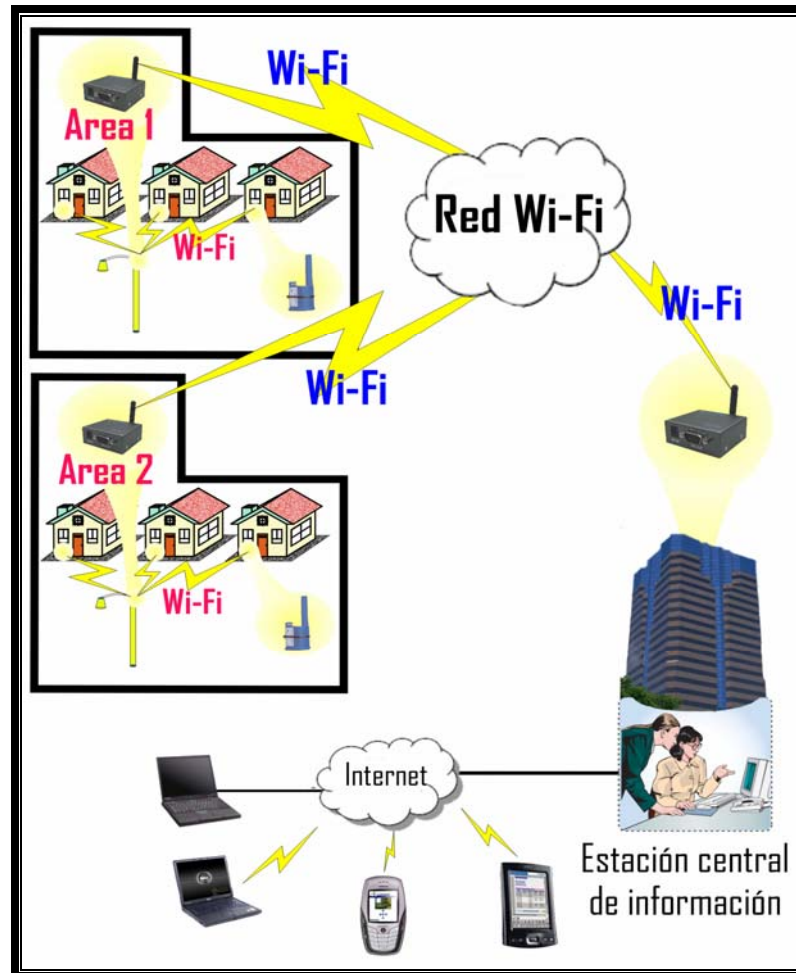 Wi-Fi
Area 1
Wi-Fi
Red Wi-Fi
Wi-Fi
Wi-Fi
Area 2
Wi-Fi
Internet
Estación central
de información